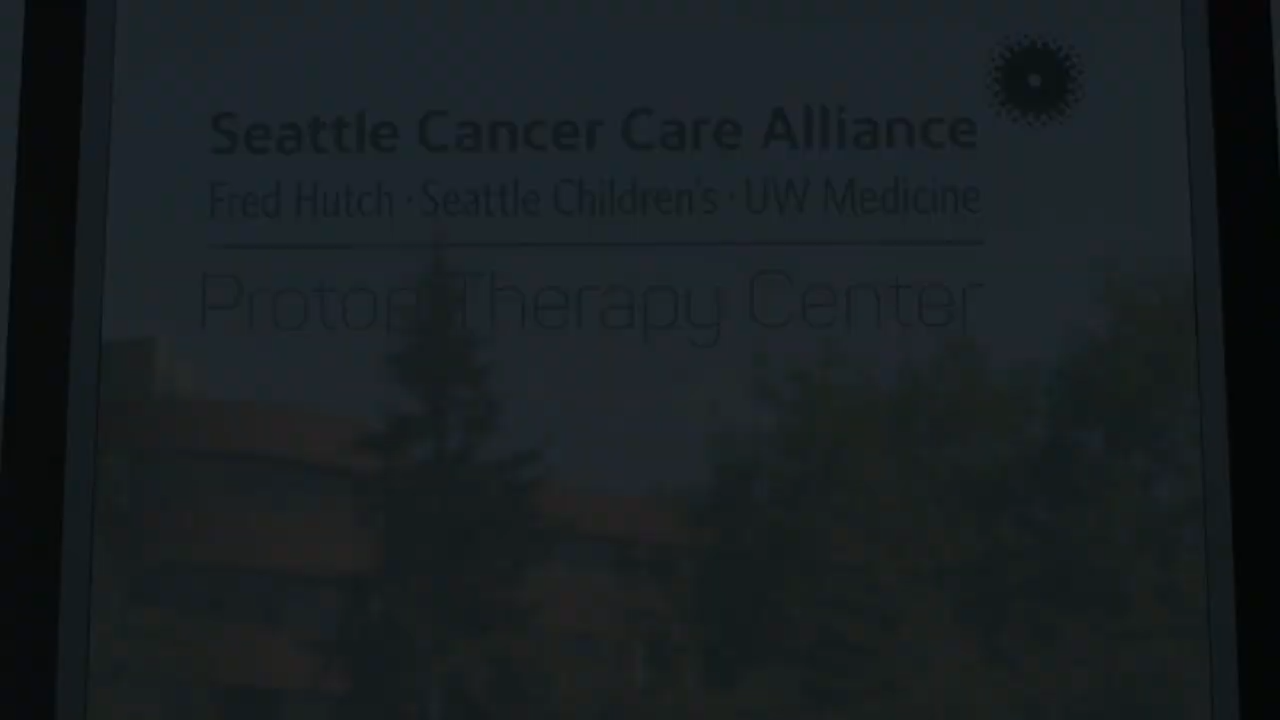 Seattle Cancer Care Alliance
Fred Hutch · Seattle Children's · UW Medicine
Proton Therapy Center